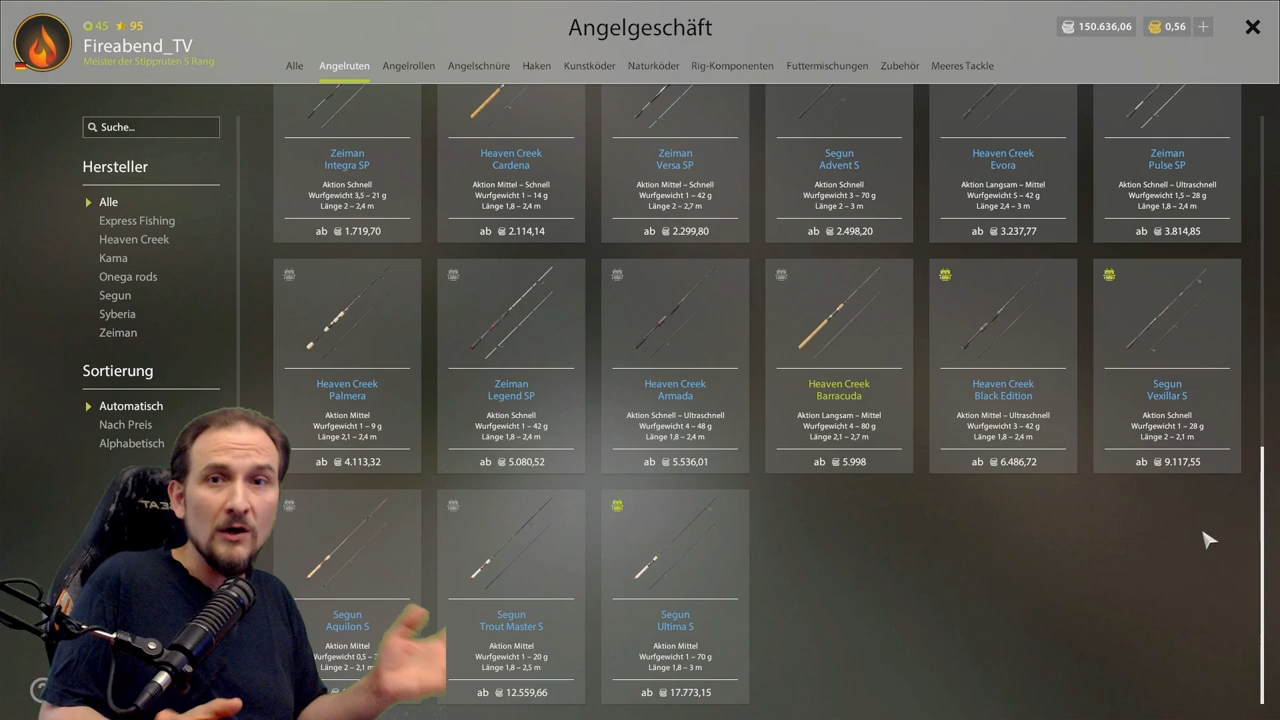 45 95
Fireabend_TV
Meister der Stippruten S Rang
Angelgeschäft
150.636,06
0,56 +
Alle Angelruten Angelrollen Angelschnüre Haken Kunstköder Naturköder Rig-Komponenten Futtermischungen Zubehör Meeres Tackle
Suche...
Hersteller
Alle
Express Fishing
Heaven Creek
Kama
Onega rods
Segun
Syberia
Zeiman
Sortierung
Automatisch
Nach Preis
Alphabetisch
Zeiman
Integra SP
Aktion Schnell
Wurfgewicht 3,5 – 21 g
Länge 2 – 2,4 m
ab 1.719,70
Heaven Creek
Cardena
Aktion Mittel – Schnell
Wurfgewicht 1 – 14 g
Länge 1,8 – 2,4 m
ab 2.114,14
Zeiman
Versa SP
Aktion Mittel – Schnell
Wurfgewicht 1 – 42 g
Länge 2 – 2,7 m
ab 2.299,80
Segun
Advent S
Aktion Schnell
Wurfgewicht 3 – 70 g
Länge 2 – 3 m
ab 2.498,20
Heaven Creek
Evora
Aktion Langsam – Mittel
Wurfgewicht 5 – 42 g
Länge 2,4 – 3 m
ab 3.237,77
Zeiman
Pulse SP
Aktion Schnell – Ultraschnell
Wurfgewicht 1,5 – 28 g
Länge 1,8 – 2,4 m
ab 3.814,85
Heaven Creek
Palmera
Aktion Mittel
Wurfgewicht 1 – 9 g
Länge 2,1 – 2,4 m
ab 4.113,32
Zeiman
Legend SP
Aktion Schnell
Wurfgewicht 1 – 42 g
Länge 1,8 – 2,4 m
ab 5.080,52
Heaven Creek
Armada
Aktion Schnell – Ultraschnell
Wurfgewicht 4 – 48 g
Länge 1,8 – 2,4 m
ab 5.536,01
Heaven Creek
Barracuda
Aktion Langsam – Mittel
Wurfgewicht 4 – 80 g
Länge 2,1 – 2,7 m
ab 5.998
Heaven Creek
Black Edition
Aktion Mittel – Ultraschnell
Wurfgewicht 3 – 42 g
Länge 1,8 – 2,4 m
ab 6.486,72
Segun
Vexillar S
Aktion Schnell
Wurfgewicht 1 – 28 g
Länge 2 – 2,1 m
ab 9.117,55
Segun
Aquilon S
Aktion Mittel
Wurfgewicht 0,5 –
Länge 2 – 2,1
Segun
Trout Master S
Aktion Mittel
Wurfgewicht 1 – 20 g
Länge 1,8 – 2,5 m
ab 12.559,66
Segun
Ultima S
Aktion Mittel
Wurfgewicht 1 – 70 g
Länge 1,8 – 3 m
ab 17.773,15